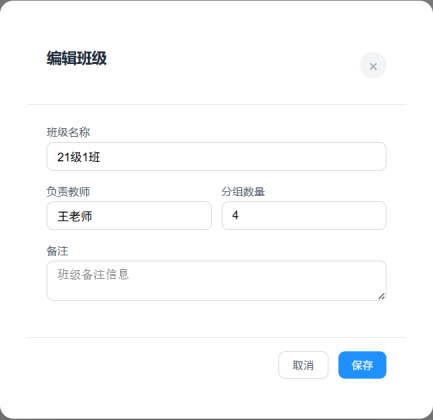 编辑班级
×
班级名称
21级1班
负责教师 分组数量
王老师 4
备注
班级备注信息
取消 保存